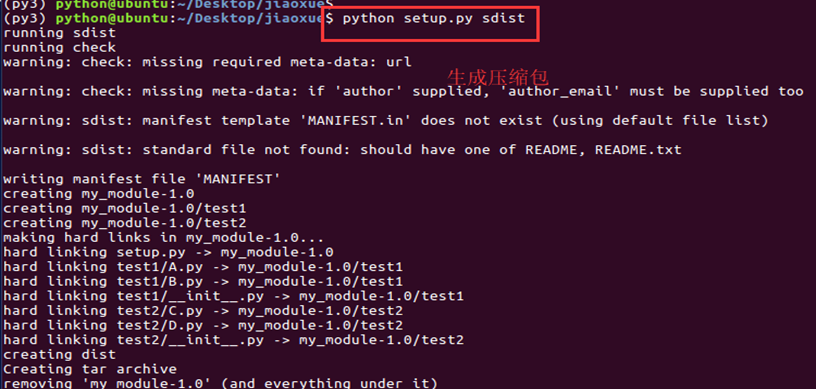 (py3) python@ubuntu:~/Desktop/jiaoxue$
(py3) python@ubuntu:~/Desktop/jiaoxue$ python setup.py sdist
running sdist
running check
warning: check: missing required meta-data: url
生成压缩包
warning: check: missing meta-data: if 'author' supplied, 'author_email' must be supplied too
warning: sdist: manifest template 'MANIFEST.in' does not exist (using default file list)
warning: sdist: standard file not found: should have one of README, README.txt
writing manifest file 'MANIFEST'
creating my_module-1.0
creating my_module-1.0/test1
creating my_module-1.0/test2
making hard links in my_module-1.0...
hard linking setup.py -> my_module-1.0
hard linking test1/A.py -> my_module-1.0/test1
hard linking test1/B.py -> my_module-1.0/test1
hard linking test1/__init__.py -> my_module-1.0/test1
hard linking test2/C.py -> my_module-1.0/test2
hard linking test2/D.py -> my_module-1.0/test2
hard linking test2/__init__.py -> my_module-1.0/test2
creating dist
Creating tar archive
removing 'my_module-1.0' (and everything under it)